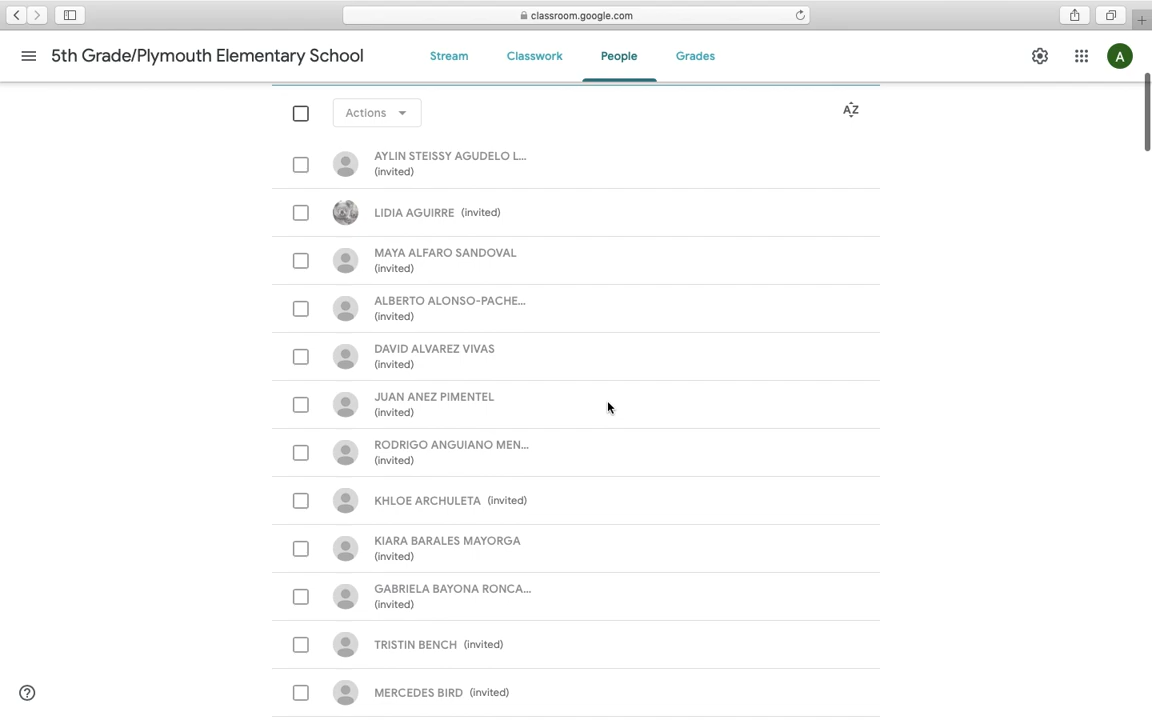 classroom.google.com
5th Grade/Plymouth Elementary School
Stream
Classwork
People
Grades
A
Actions
AZ
AYLIN STEISSY AGUDELO L...
(invited)
LIDIA AGUIRRE (invited)
MAYA ALFARO SANDOVAL
(invited)
ALBERTO ALONSO-PACHE...
(invited)
DAVID ALVAREZ VIVAS
(invited)
JUAN ANEZ PIMENTEL
(invited)
RODRIGO ANGUIANO MEN...
(invited)
KHLOE ARCHULETA (invited)
KIARA BARALES MAYORGA
(invited)
GABRIELA BAYONA RONCA...
(invited)
TRISTIN BENCH (invited)
MERCEDES BIRD (invited)